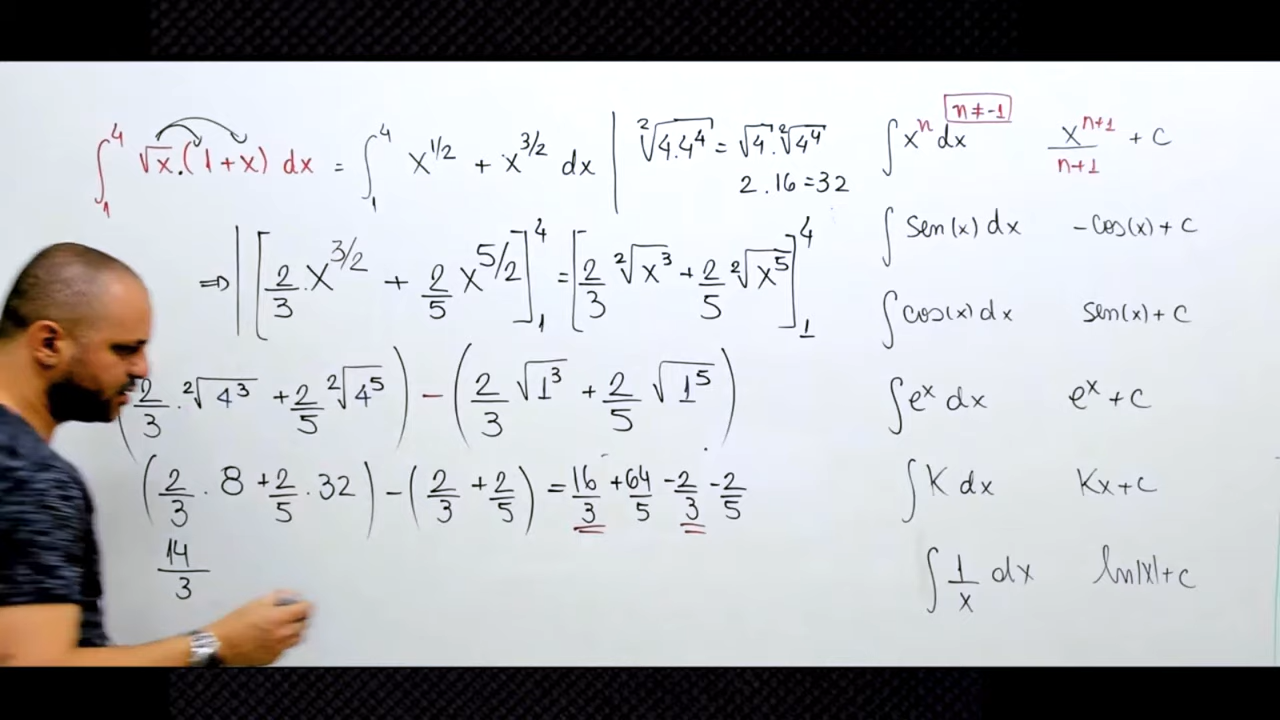 ∫₁⁴ √x.(1+x) dx = ∫₁⁴ x^{1/2} + x^{3/2} dx
²√(4.4⁴) = √4.²√(4⁴)
2.16=32
⇒ [2/3.x^{3/2} + 2/5 x^{5/2}]₁⁴ = [2/3 ²√(x³) + 2/5 ²√(x⁵)]₁⁴
(2/3.²√(4³) + 2/5 ²√(4⁵)) - (2/3 √(1³) + 2/5 √(1⁵))
(2/3.8 + 2/5.32) - (2/3 + 2/5) = 16/3 + 64/5 - 2/3 - 2/5
14/3
n≠-1
∫xⁿdx x^{n+1}/(n+1) + C
∫sen(x)dx -cos(x)+C
∫cos(x)dx sen(x)+C
∫eˣ dx eˣ+C
∫K dx Kx+C
∫1/x dx ln|x|+C